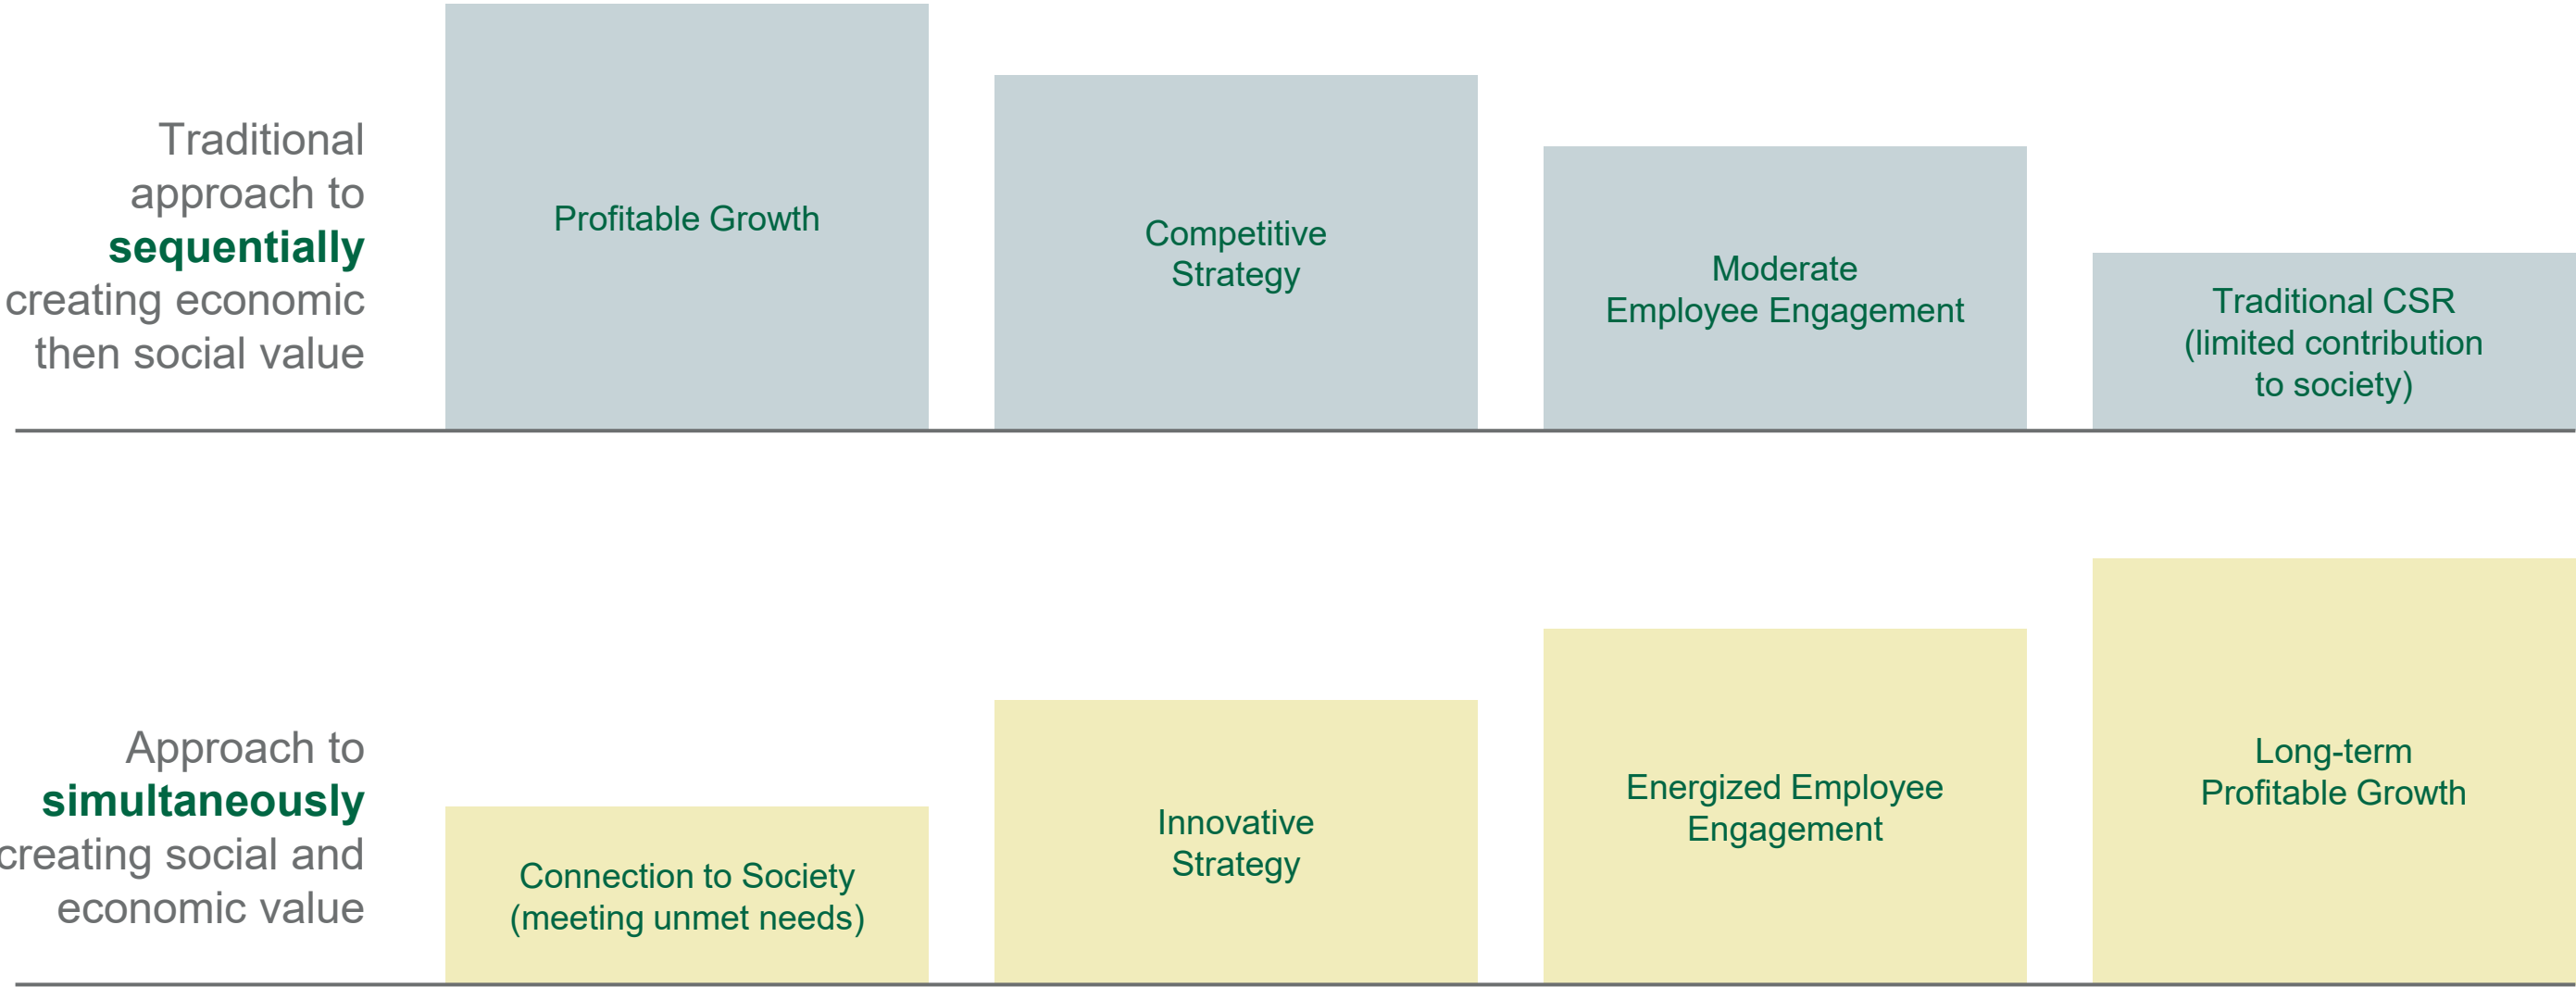 Traditional
approach to
sequentially
creating economic
then social value
Profitable Growth
Competitive
Strategy
Moderate
Employee Engagement
Traditional CSR
(limited contribution
to society)
Approach to
simultaneously
creating social and
economic value
Connection to Society
(meeting unmet needs)
Innovative
Strategy
Energized Employee
Engagement
Long-term
Profitable Growth